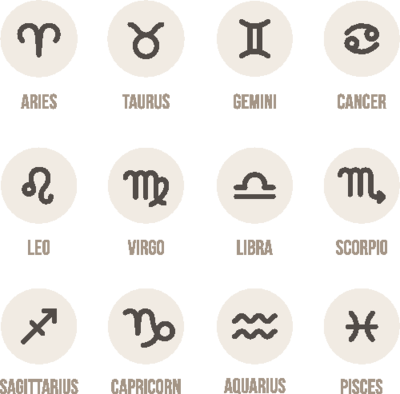 ARIES TAURUS GEMINI CANCER
LEO VIRGO LIBRA SCORPIO
SAGITTARIUS CAPRICORN AQUARIUS PISCES